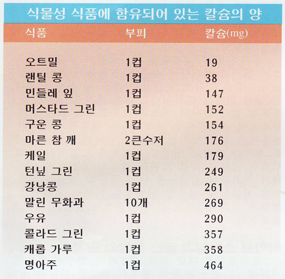 식물성 식품에 함유되어 있는 칼슘의 양
식품 부피 칼슘(mg)
오트밀 1컵 19
랜틸 콩 1컵 38
민들레 잎 1컵 147
머스타드 그린 1컵 152
구운 콩 1컵 154
마른 참 깨 2큰수저 176
케일 1컵 179
턴닢 그린 1컵 249
강낭콩 1컵 261
말린 무화과 10개 269
우유 1컵 290
콜라드 그린 1컵 357
캐롭 가루 1컵 358
명아주 1컵 464